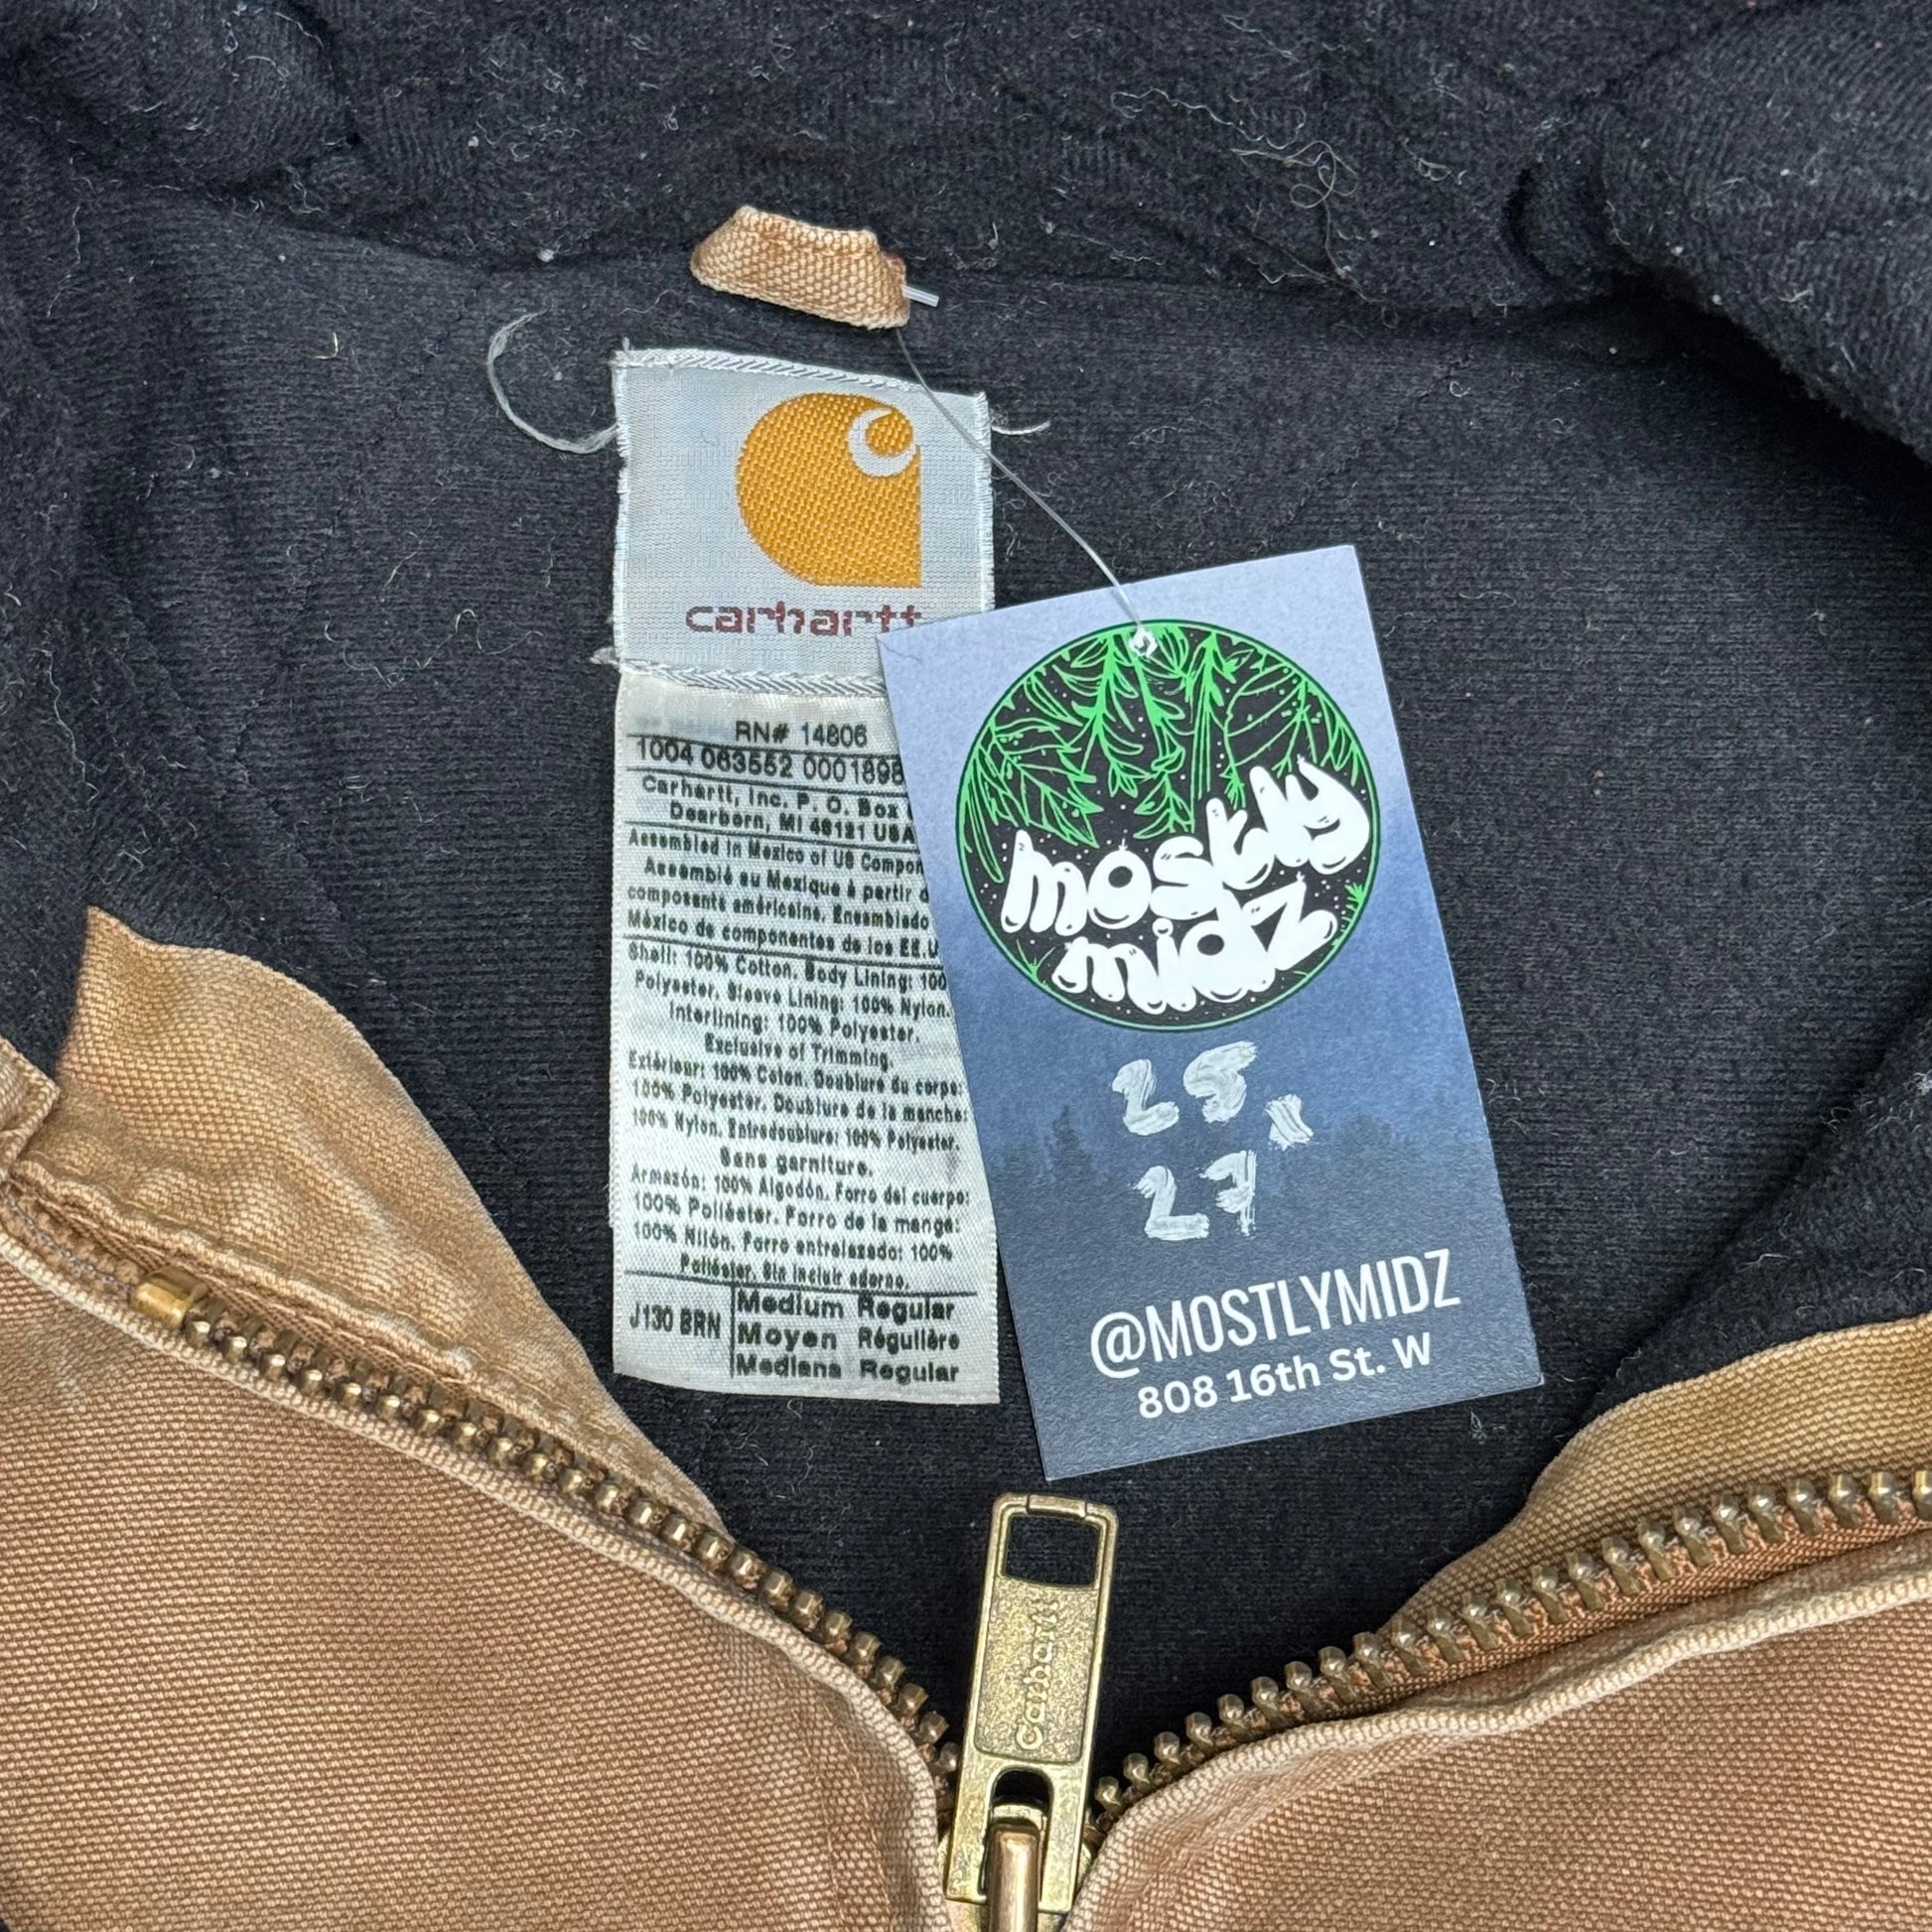 carhartt
RN# 14806
1004 063552 0001898
Carhartt, Inc. P. O. Box
Dearborn, MI 48121 USA
Assembled in Mexico of US Compon
Assemblé au Mexique à partir d
composants américains. Ensamblado
México de componentes de los EE.U
Shell: 100% Cotton. Body Lining: 100
Polyester. Sleeve Lining: 100% Nylon.
Interlining: 100% Polyester.
Exclusive of Trimming.
Extérieur: 100% Coton. Doublure du corps:
100% Polyester. Doublure de la manche:
100% Nylon. Entredoublure: 100% Polyester.
Sans garniture.
Armazón: 100% Algodón. Forro del cuerpo:
100% Poliéster. Forro de la manga:
100% Nilón. Forro entrelazado: 100%
Poliéster. Sin incluir adorno.
J130 BRN
Medium Regular
Moyen Régulière
Mediana Regular
mostly
midz
25
x
27
@MOSTLYMIDZ
808 16th St. W
Carhartt